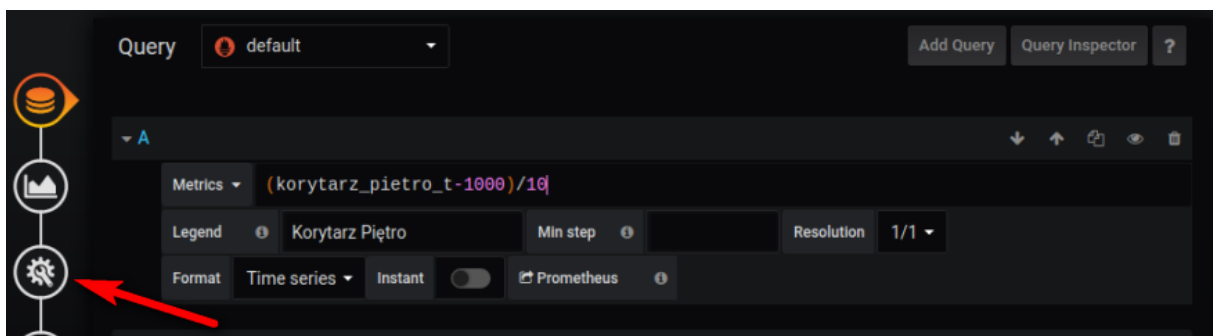 Query default Add Query Query Inspector ?
A
Metrics (korytarz_pietro_t-1000)/10
Legend Korytarz Piętro Min step Resolution 1/1
Format Time series Instant Prometheus